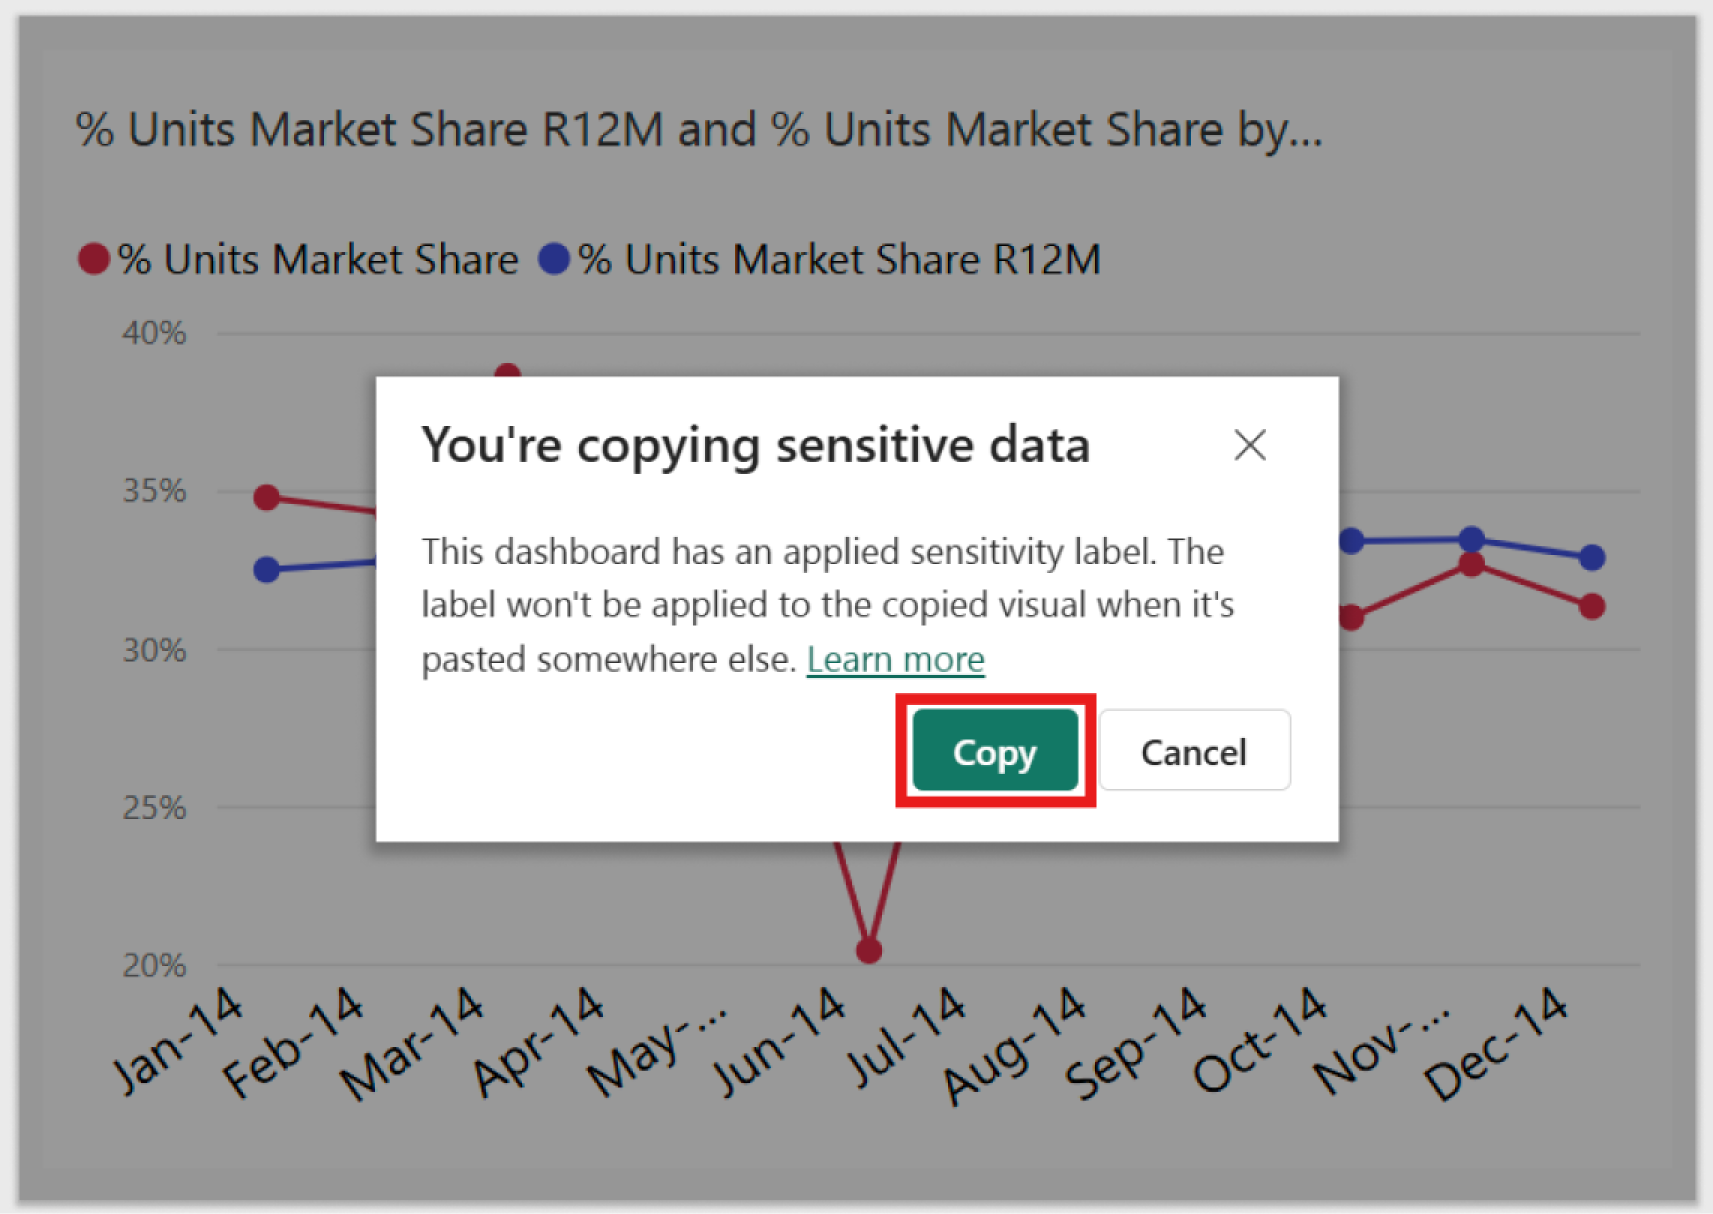 % Units Market Share R12M and % Units Market Share by...
% Units Market Share % Units Market Share R12M
40%
You're copying sensitive data
35%
This dashboard has an applied sensitivity label. The
label won't be applied to the copied visual when it's
30%
pasted somewhere else. Learn more
Copy Cancel
25%
20%
Jan-14 Feb-14 Mar-14 Apr-14 May-... Jun-14 Jul-14 Aug-14 Sep-14 Oct-14 Nov-... Dec-14